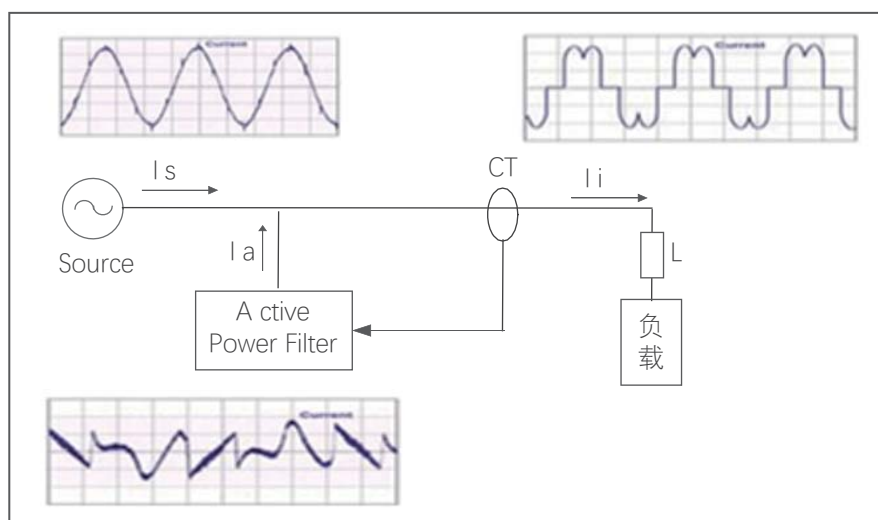 Current
Current
I s
CT
I i
Source
I a
L
A ctive
Power Filter
负
载
Current